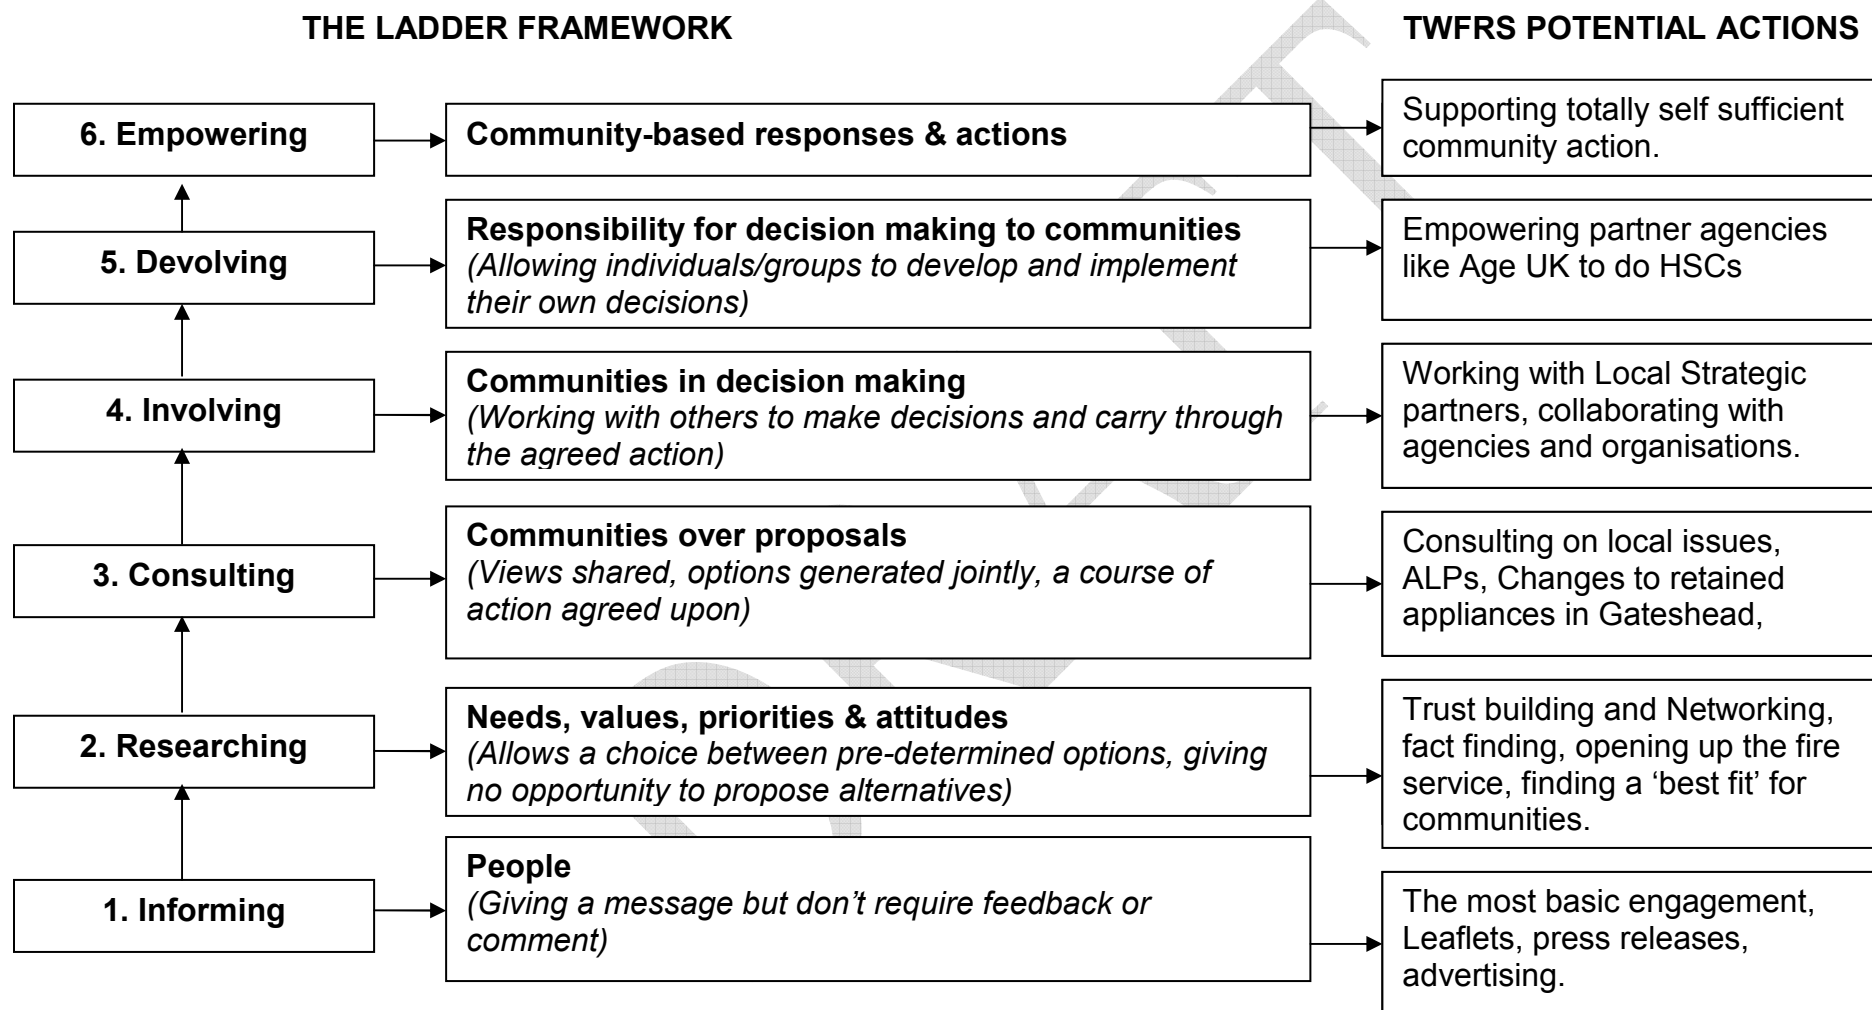 THE LADDER FRAMEWORK
TWFRS POTENTIAL ACTIONS
6. Empowering
Community-based responses & actions
Supporting totally self sufficient
community action.
5. Devolving
Responsibility for decision making to communities
(Allowing individuals/groups to develop and implement
their own decisions)
Empowering partner agencies
like Age UK to do HSCs
4. Involving
Communities in decision making
(Working with others to make decisions and carry through
the agreed action)
Working with Local Strategic
partners, collaborating with
agencies and organisations.
3. Consulting
Communities over proposals
(Views shared, options generated jointly, a course of
action agreed upon)
Consulting on local issues,
ALPs, Changes to retained
appliances in Gateshead,
2. Researching
Needs, values, priorities & attitudes
(Allows a choice between pre-determined options, giving
no opportunity to propose alternatives)
Trust building and Networking,
fact finding, opening up the fire
service, finding a ‘best fit’ for
communities.
1. Informing
People
(Giving a message but don’t require feedback or
comment)
The most basic engagement,
Leaflets, press releases,
advertising.
DRAFT